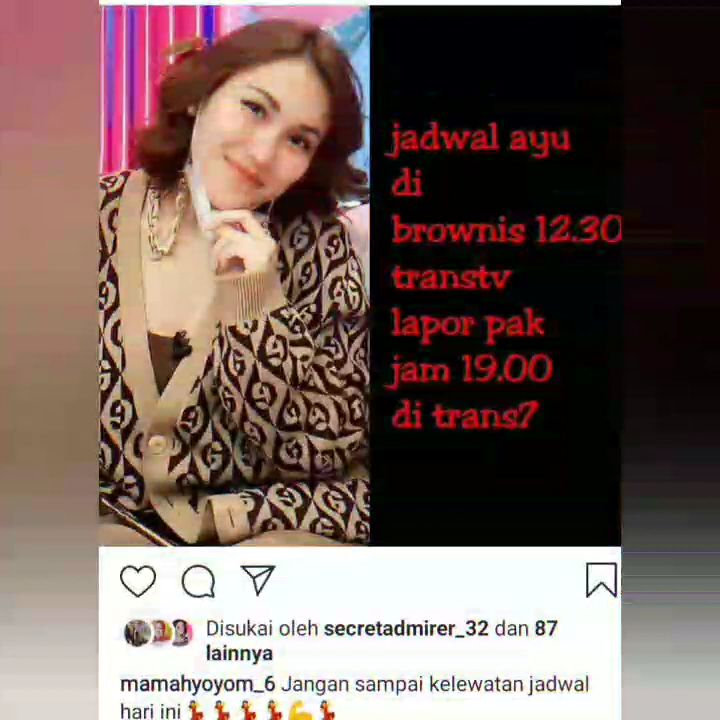 jadwal ayu
di
brownis 12.30
transtv
lapor pak
jam 19.00
di trans7
Disukai oleh secretadmirer_32 dan 87
lainnya
mamahyoyom_6 Jangan sampai kelewatan jadwal
hari ini 💃💃💃💃💪💃